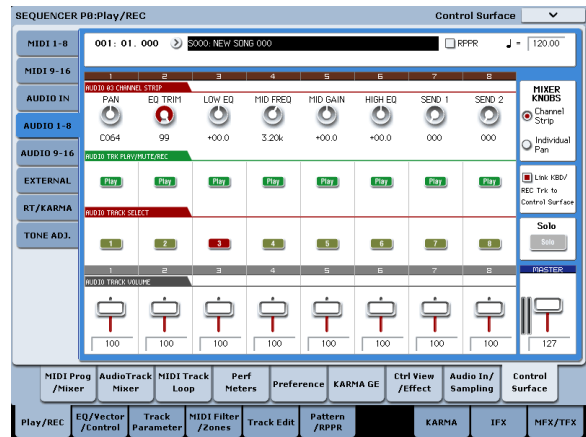 SEQUENCER P0:Play/REC Control Surface
MIDI 1-8
MIDI 9-16
AUDIO IN
AUDIO 1-8
AUDIO 9-16
EXTERNAL
RT/KARMA
TONE ADJ.
001: 01. 000 S000: NEW SONG 000 RPPR ♩= 120.00
1 2 3 4 5 6 7 8
AUDIO 03 CHANNEL STRIP
PAN EQ TRIM LOW EQ MID FREQ MID GAIN HIGH EQ SEND 1 SEND 2
C064 99 +00.0 3.20k +00.0 +00.0 000 000
AUDIO TRK PLAY/MUTE/REC
Play Play Play Play Play Play Play Play
AUDIO TRACK SELECT
1 2 3 4 5 6 7 8
1 2 3 4 5 6 7 8
AUDIO TRACK VOLUME
100 100 100 100 100 100 100 100
MIXER
KNOBS
Channel
Strip
Individual
Pan
Link KBD/
REC Trk to
Control Surface
Solo
Solo
MASTER
127
MIDI Prog
/Mixer
AudioTrack
Mixer
MIDI Track
Loop
Perf
Meters
Preference
KARMA GE
Ctrl View
/Effect
Audio In/
Sampling
Control
Surface
Play/REC
EQ/Vector
/Control
Track
Parameter
MIDI Filter
/Zones
Track Edit
Pattern
/RPPR
KARMA
IFX
MFX/TFX